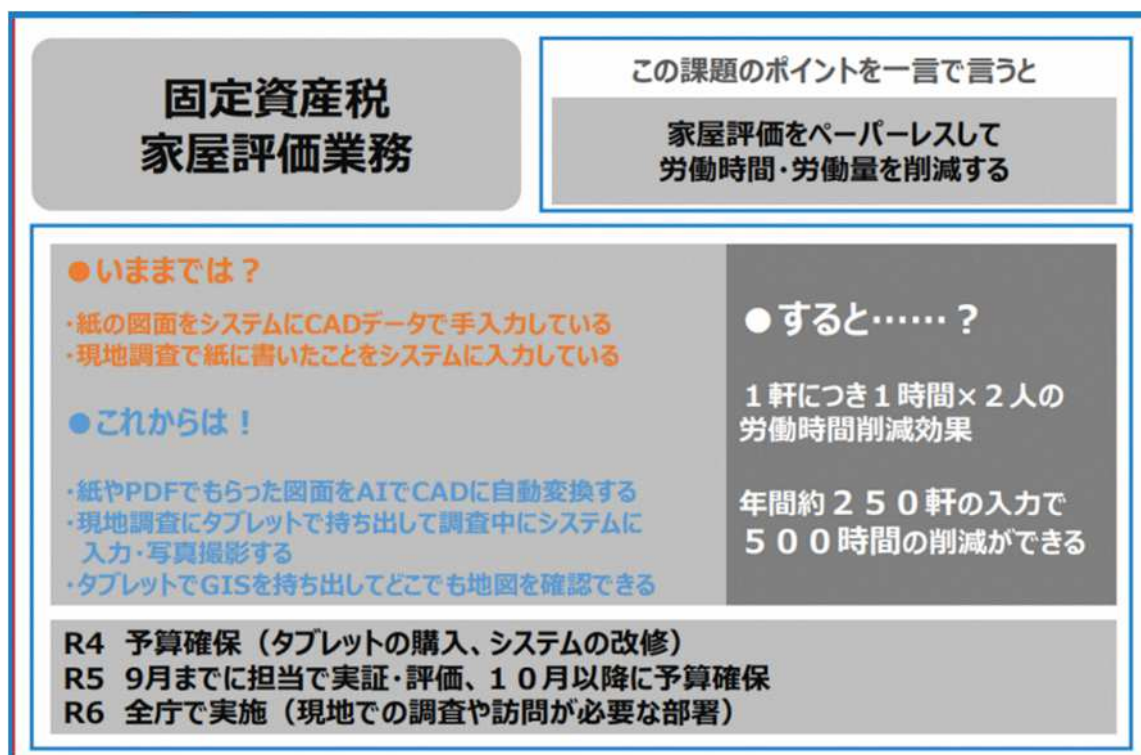 固定資産税
家屋評価業務
この課題のポイントを一言で言うと
家屋評価をペーパーレスして
労働時間・労働量を削減する
●いままでは？
・紙の図面をシステムにCADデータで手入力している
・現地調査で紙に書いたことをシステムに入力している
●これからは！
・紙やPDFでもらった図面をAIでCADに自動変換する
・現地調査にタブレットで持ち出して調査中にシステムに
入力・写真撮影する
・タブレットでGISを持ち出してどこでも地図を確認できる
●すると……？
１軒につき１時間×２人の
労働時間削減効果
年間約２５０軒の入力で
５００時間の削減ができる
R4 予算確保（タブレットの購入、システムの改修）
R5 9月までに担当で実証・評価、１０月以降に予算確保
R6 全庁で実施（現地での調査や訪問が必要な部署）